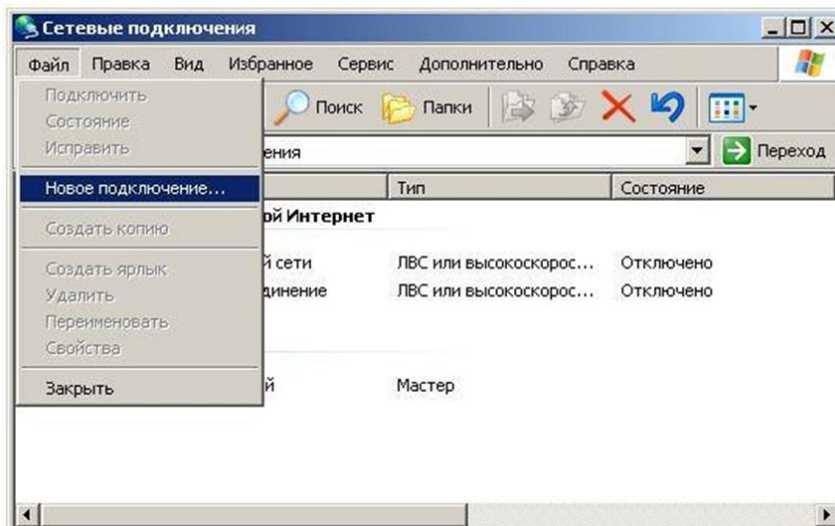 Сетевые подключения
Файл Правка Вид Избранное Сервис Дополнительно Справка
Подключить
Состояние
Исправить
Новое подключение...
Создать копию
Создать ярлык
Удалить
Переименовать
Свойства
Закрыть
Поиск Папки
ения Переход
Тип Состояние
ой Интернет
й сети ЛВС или высокоскорос... Отключено
динение ЛВС или высокоскорос... Отключено
й Мастер